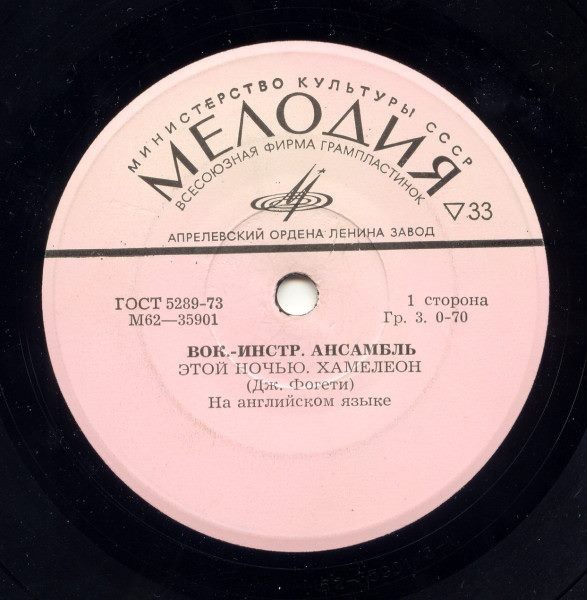 МИНИСТЕРСТВО КУЛЬТУРЫ СССР
МЕЛОДИЯ
ВСЕСОЮЗНАЯ ФИРМА ГРАМПЛАСТИНОК
▽33
АПРЕЛЕВСКИЙ ОРДЕНА ЛЕНИНА ЗАВОД
ГОСТ 5289-73
1 сторона
М62—35901
Гр. 3. 0-70
ВОК.-ИНСТР. АНСАМБЛЬ
ЭТОЙ НОЧЬЮ. ХАМЕЛЕОН
(Дж. Фогети)
На английском языке